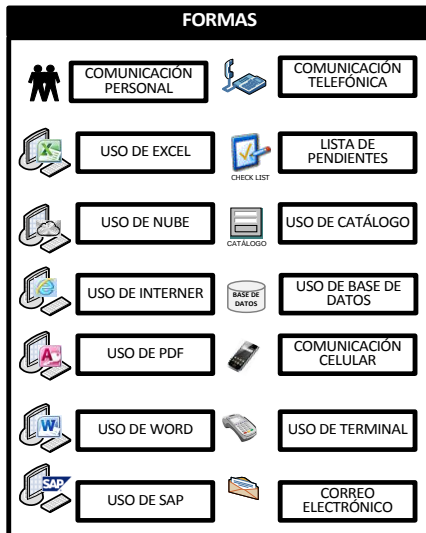 FORMAS
COMUNICACIÓN
PERSONAL
COMUNICACIÓN
TELEFÓNICA
USO DE EXCEL
CHECK LIST
LISTA DE
PENDIENTES
USO DE NUBE
CATÁLOGO
USO DE CATÁLOGO
USO DE INTERNER
BASE DE
DATOS
USO DE BASE DE
DATOS
A
USO DE PDF
COMUNICACIÓN
CELULAR
W
USO DE WORD
USO DE TERMINAL
SAP
USO DE SAP
CORREO
ELECTRÓNICO